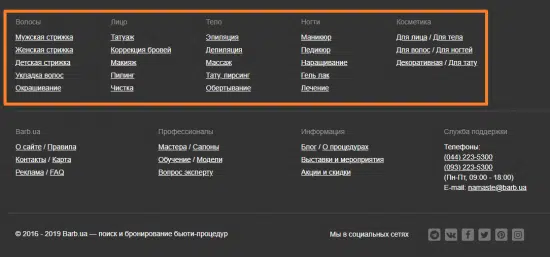 Волосы Лицо Тело Ногти Косметика
Мужская стрижка Татуаж Эпиляция Маникюр Для лица / Для тела
Женская стрижка Коррекция бровей Депиляция Педикюр Для волос / Для ногтей
Детская стрижка Макияж Массаж Наращивание Декоративная / Для тату
Укладка волос Пилинг Тату, пирсинг Гель лак
Окрашивание Чистка Обертывание Лечение
Barb.ua Профессионалы Информация Служба поддержки
О сайте / Правила Мастера / Салоны Блог / О процедурах Телефоны:
Контакты / Карта Обучение / Модели Выставки и мероприятия (044) 223-5300
Реклама / FAQ Вопрос эксперту Акции и скидки (093) 223-5300
(Пн-Пт, 09:00 - 18:00)
E-mail: namaste@barb.ua
© 2016 - 2019 Barb.ua — поиск и бронирование бьюти-процедур Мы в социальных сетях